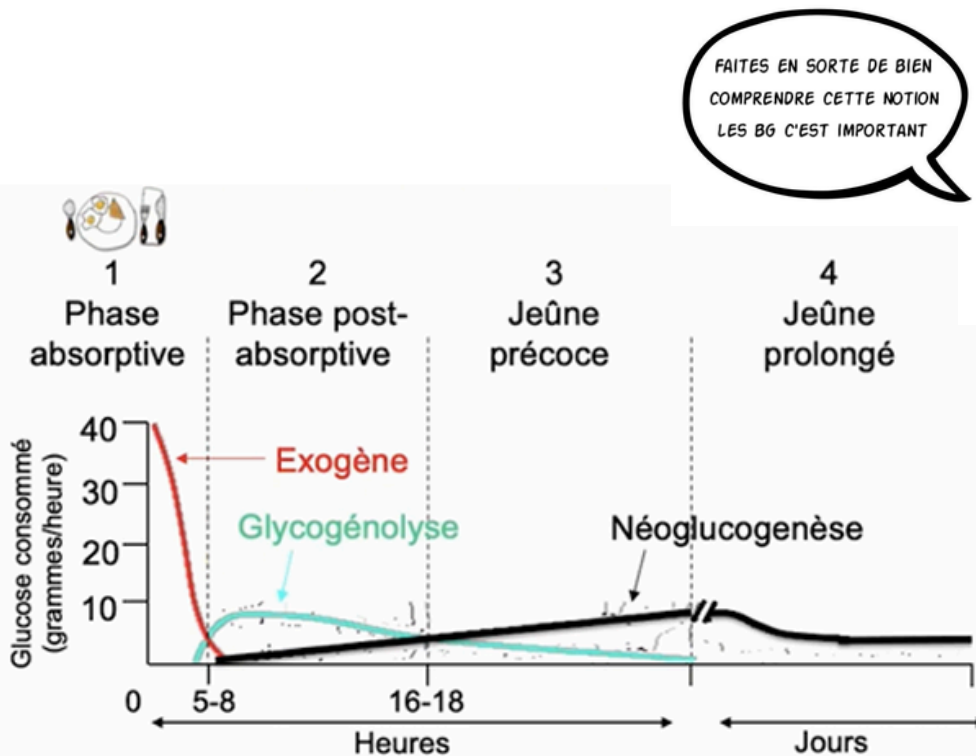 FAITES EN SORTE DE BIEN
COMPRENDRE CETTE NOTION
LES BG C'EST IMPORTANT
1
Phase
absorptive
2
Phase post-
absorptive
3
Jeûne
précoce
4
Jeûne
prolongé
Glucose consommé
(grammes/heure)
40
30
20
10
0
Exogène
Glycogénolyse
Néoglucogenèse
5-8
16-18
Heures
Jours